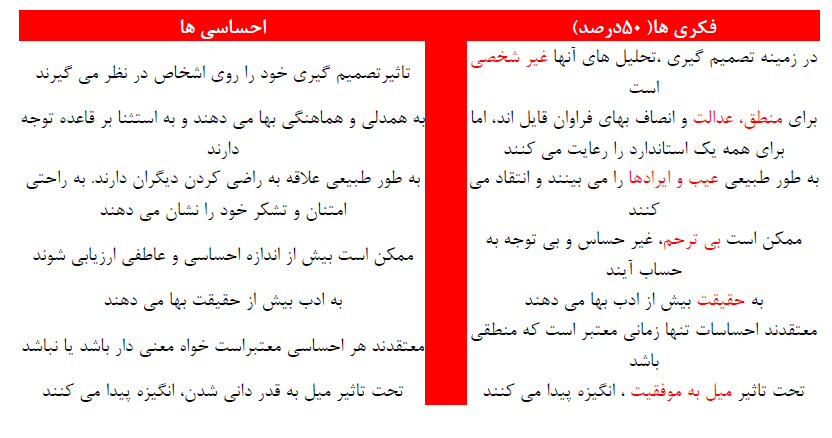 فکری ها( ۵۰درصد)
احساسی ها
در زمینه تصمیم گیری ،تحلیل های آنها غیر شخصی
است
تاثیرتصمیم گیری خود را روی اشخاص در نظر می گیرند
برای منطق، عدالت و انصاف بهای فراوان قایل اند، اما
برای همه یک استاندارد را رعایت می کنند
به همدلی و هماهنگی بها می دهند و به استثنا بر قاعده توجه
دارند
به طور طبیعی عیب و ایرادها را می بینند و انتقاد می
کنند
به طور طبیعی علاقه به راضی کردن دیگران دارند. به راحتی
امتنان و تشکر خود را نشان می دهند
ممکن است بی ترحم، غیر حساس و بی توجه به
حساب آیند
ممکن است بیش از اندازه احساسی و عاطفی ارزیابی شوند
به حقیقت بیش از ادب بها می دهند
به ادب بیش از حقیقت بها می دهند
معتقدند احساسات تنها زمانی معتبر است که منطقی
باشد
معتقدند هر احساسی معتبراست خواه معنی دار باشد یا نباشد
تحت تاثیر میل به موفقیت ، انگیزه پیدا می کنند
تحت تاثیر میل به قدر دانی شدن، انگیزه پیدا می کنند